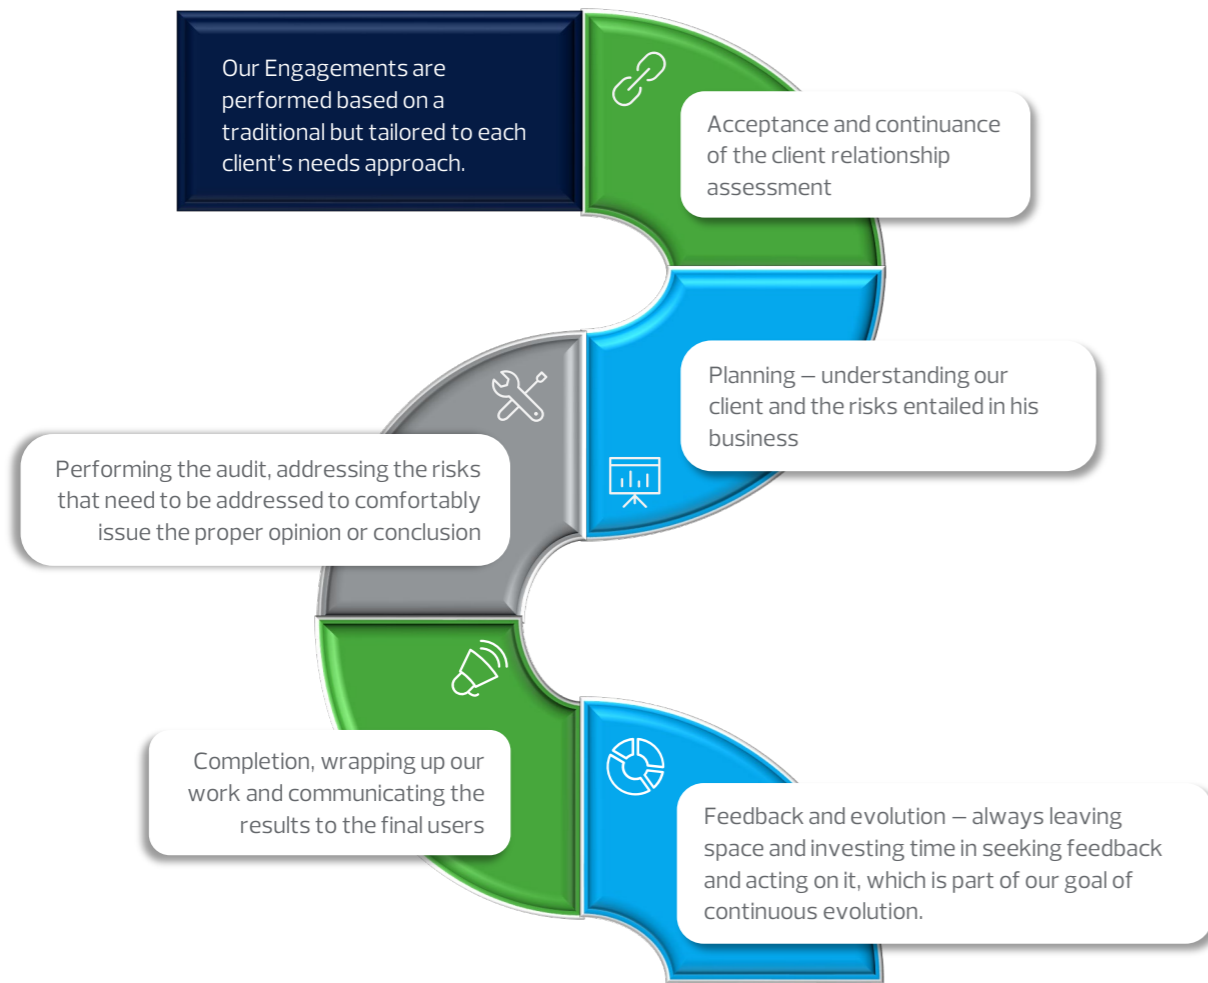 Our Engagements are
performed based on a
traditional but tailored to each
client's needs approach.
Acceptance and continuance
of the client relationship
assessment
Planning – understanding our
client and the risks entailed in his
business
Performing the audit, addressing the risks
that need to be addressed to comfortably
issue the proper opinion or conclusion
Completion, wrapping up our
work and communicating the
results to the final users
Feedback and evolution – always leaving
space and investing time in seeking feedback
and acting on it, which is part of our goal of
continuous evolution.